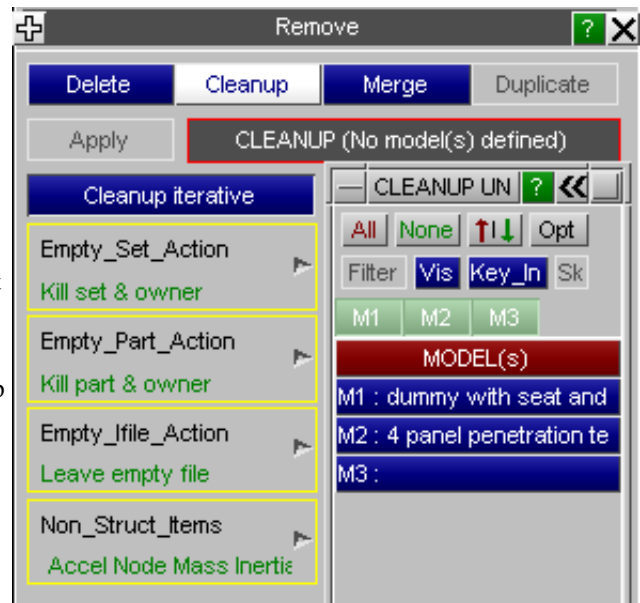 Remove ?
Delete Cleanup Merge Duplicate
Apply CLEANUP (No model(s) defined)
Cleanup iterative
Empty_Set_Action
Kill set & owner
Empty_Part_Action
Kill part & owner
Empty_Ifile_Action
Leave empty file
Non_Struct_Items
Accel Node Mass Inertia
CLEANUP UN ?
All None Opt
Filter Vis Key_In Sk
M1 M2 M3
MODEL(s)
M1 : dummy with seat and
M2 : 4 panel penetration te
M3 :